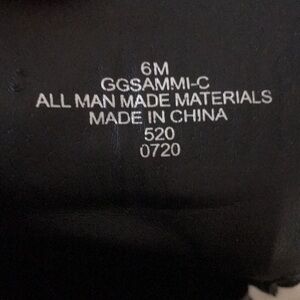 6M
GGSAMMI-C
ALL MAN MADE MATERIALS
MADE IN CHINA
520
0720